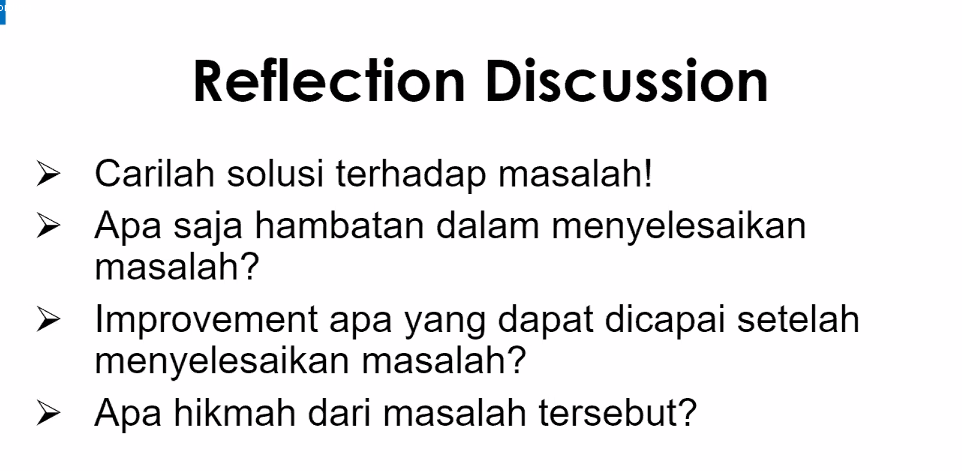 Reflection Discussion
➢ Carilah solusi terhadap masalah!
➢ Apa saja hambatan dalam menyelesaikan
masalah?
➢ Improvement apa yang dapat dicapai setelah
menyelesaikan masalah?
➢ Apa hikmah dari masalah tersebut?